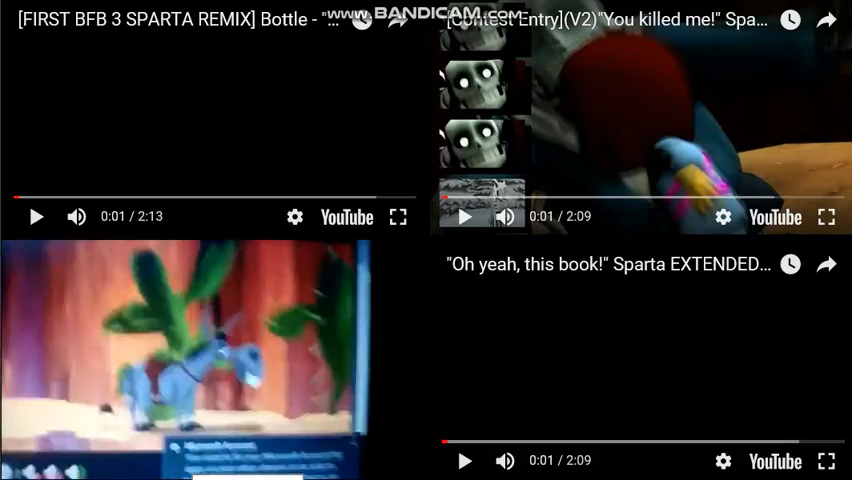 [FIRST BFB 3 SPARTA REMIX] Bottle - "...
www.BANDICAM.com
[Contest Entry](V2)"You killed me!" Spa...
0:01 / 2:13
YouTube
0:01 / 2:09
YouTube
"Oh yeah, this book!" Sparta EXTENDED...
Microsoft Account
0:01 / 2:09
YouTube